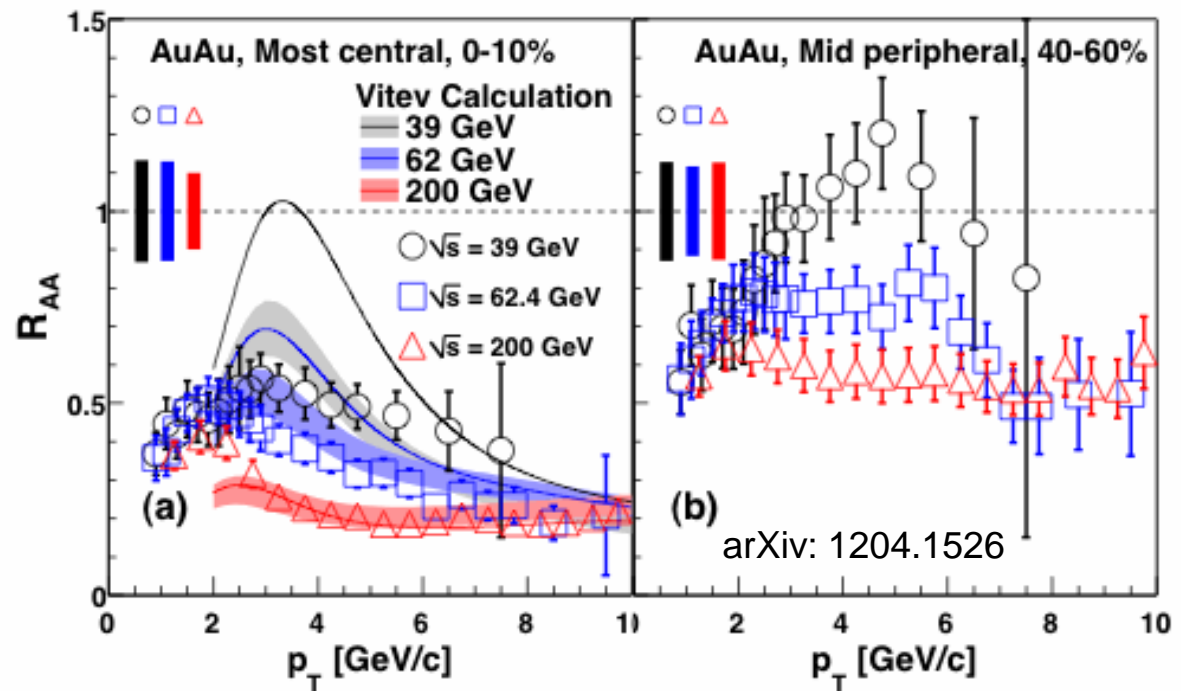 AuAu, Most central, 0-10%
Vitev Calculation
39 GeV
62 GeV
200 GeV
√s = 39 GeV
√s = 62.4 GeV
√s = 200 GeV
(a)
R_AA
1.5
1
0.5
0
0 2 4 6 8 10
p_T [GeV/c]
AuAu, Mid peripheral, 40-60%
(b)
arXiv: 1204.1526
2 4 6 8 10
p_T [GeV/c]